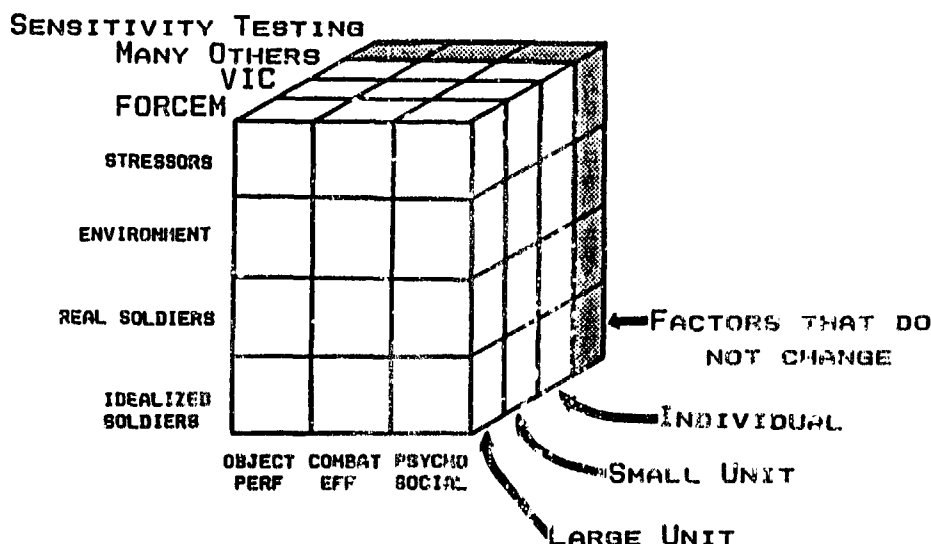 SENSITIVITY TESTING
MANY OTHERS
VIC
FORCEM
STRESSORS
ENVIRONMENT
REAL SOLDIERS
IDEALIZED
SOLDIERS
OBJECT
PERF
COMBAT
EFF
PSYCHO
SOCIAL
FACTORS THAT DO
NOT CHANGE
INDIVIDUAL
SMALL UNIT
LARGE UNIT